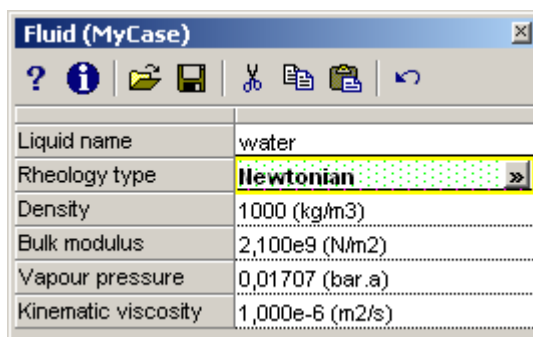 Fluid (MyCase)
Liquid name water
Rheology type Newtonian »
Density 1000 (kg/m3)
Bulk modulus 2,100e9 (N/m2)
Vapour pressure 0,01707 (bar.a)
Kinematic viscosity 1,000e-6 (m2/s)